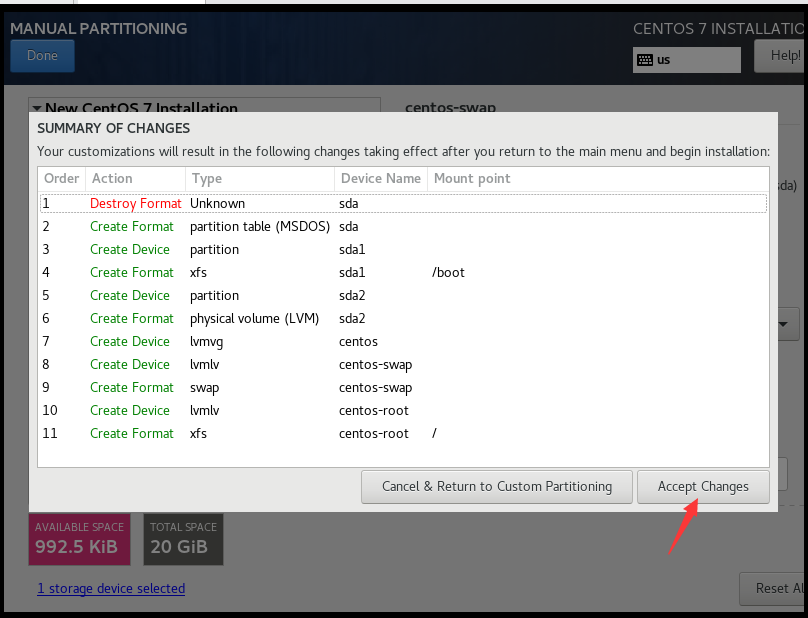 MANUAL PARTITIONING
CENTOS 7 INSTALLATIO
Done
us
Help!
New CentOS 7 Installation
centos-swap
SUMMARY OF CHANGES
Your customizations will result in the following changes taking effect after you return to the main menu and begin installation:
Order Action Type Device Name Mount point
1 Destroy Format Unknown sda
2 Create Format partition table (MSDOS) sda
3 Create Device partition sda1
4 Create Format xfs sda1 /boot
5 Create Device partition sda2
6 Create Format physical volume (LVM) sda2
7 Create Device lvmvg centos
8 Create Device lvmlv centos-swap
9 Create Format swap centos-swap
10 Create Device lvmlv centos-root
11 Create Format xfs centos-root /
sda)
Cancel & Return to Custom Partitioning
Accept Changes
AVAILABLE SPACE
992.5 KiB
TOTAL SPACE
20 GiB
1 storage device selected
Reset Al